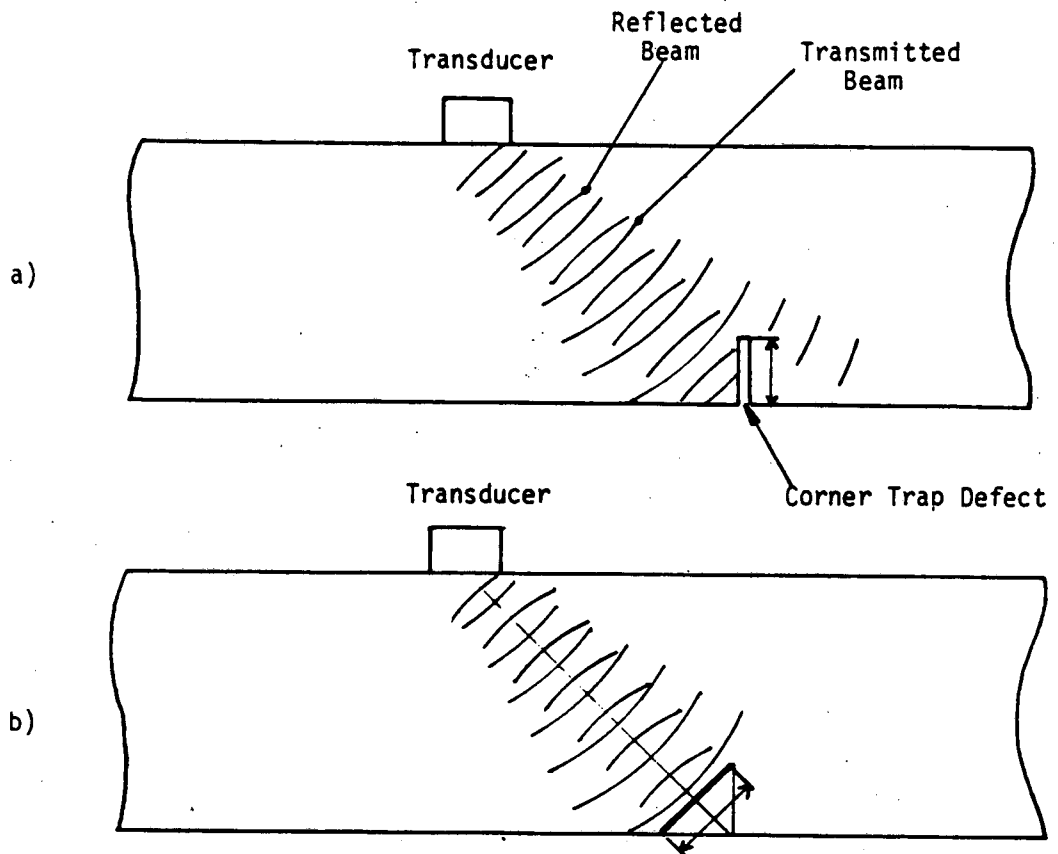 Reflected
Beam
Transducer
Transmitted
Beam
a)
Corner Trap Defect
Transducer
b)